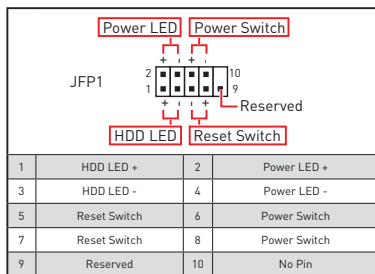 Power LED Power Switch
+ - + -
JFP1
2 10
1 9
Reserved
+ - - +
HDD LED Reset Switch
1 HDD LED + 2 Power LED +
3 HDD LED - 4 Power LED -
5 Reset Switch 6 Power Switch
7 Reset Switch 8 Power Switch
9 Reserved 10 No Pin